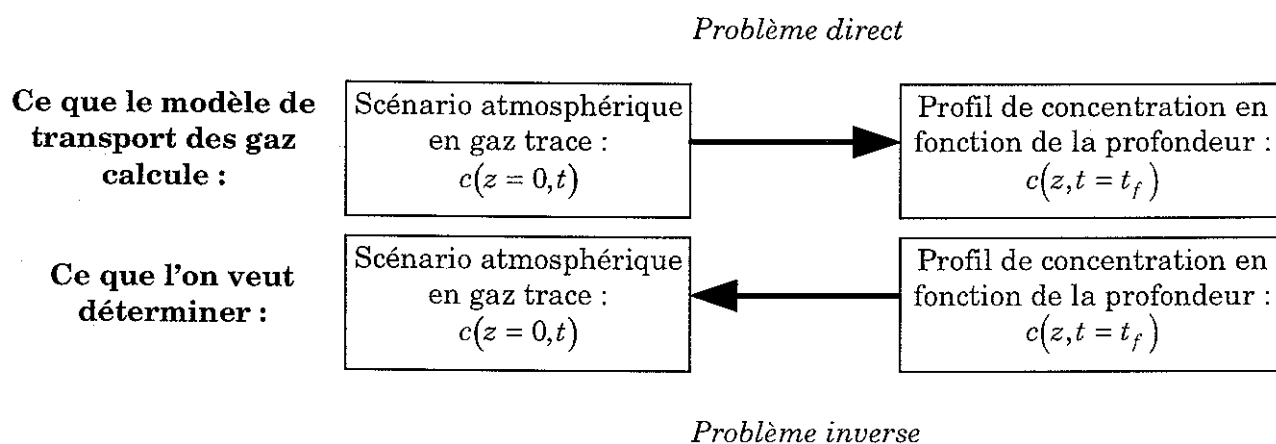 Problème direct
Ce que le modèle de
transport des gaz
calcule :
Scénario atmosphérique
en gaz trace :
c(z = 0,t)
Profil de concentration en
fonction de la profondeur :
c(z,t = t_f)
Ce que l'on veut
déterminer :
Scénario atmosphérique
en gaz trace :
c(z = 0,t)
Profil de concentration en
fonction de la profondeur :
c(z,t = t_f)
Problème inverse